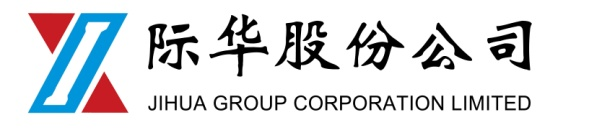 际华股份公司
JIHUA GROUP CORPORATION LIMITED